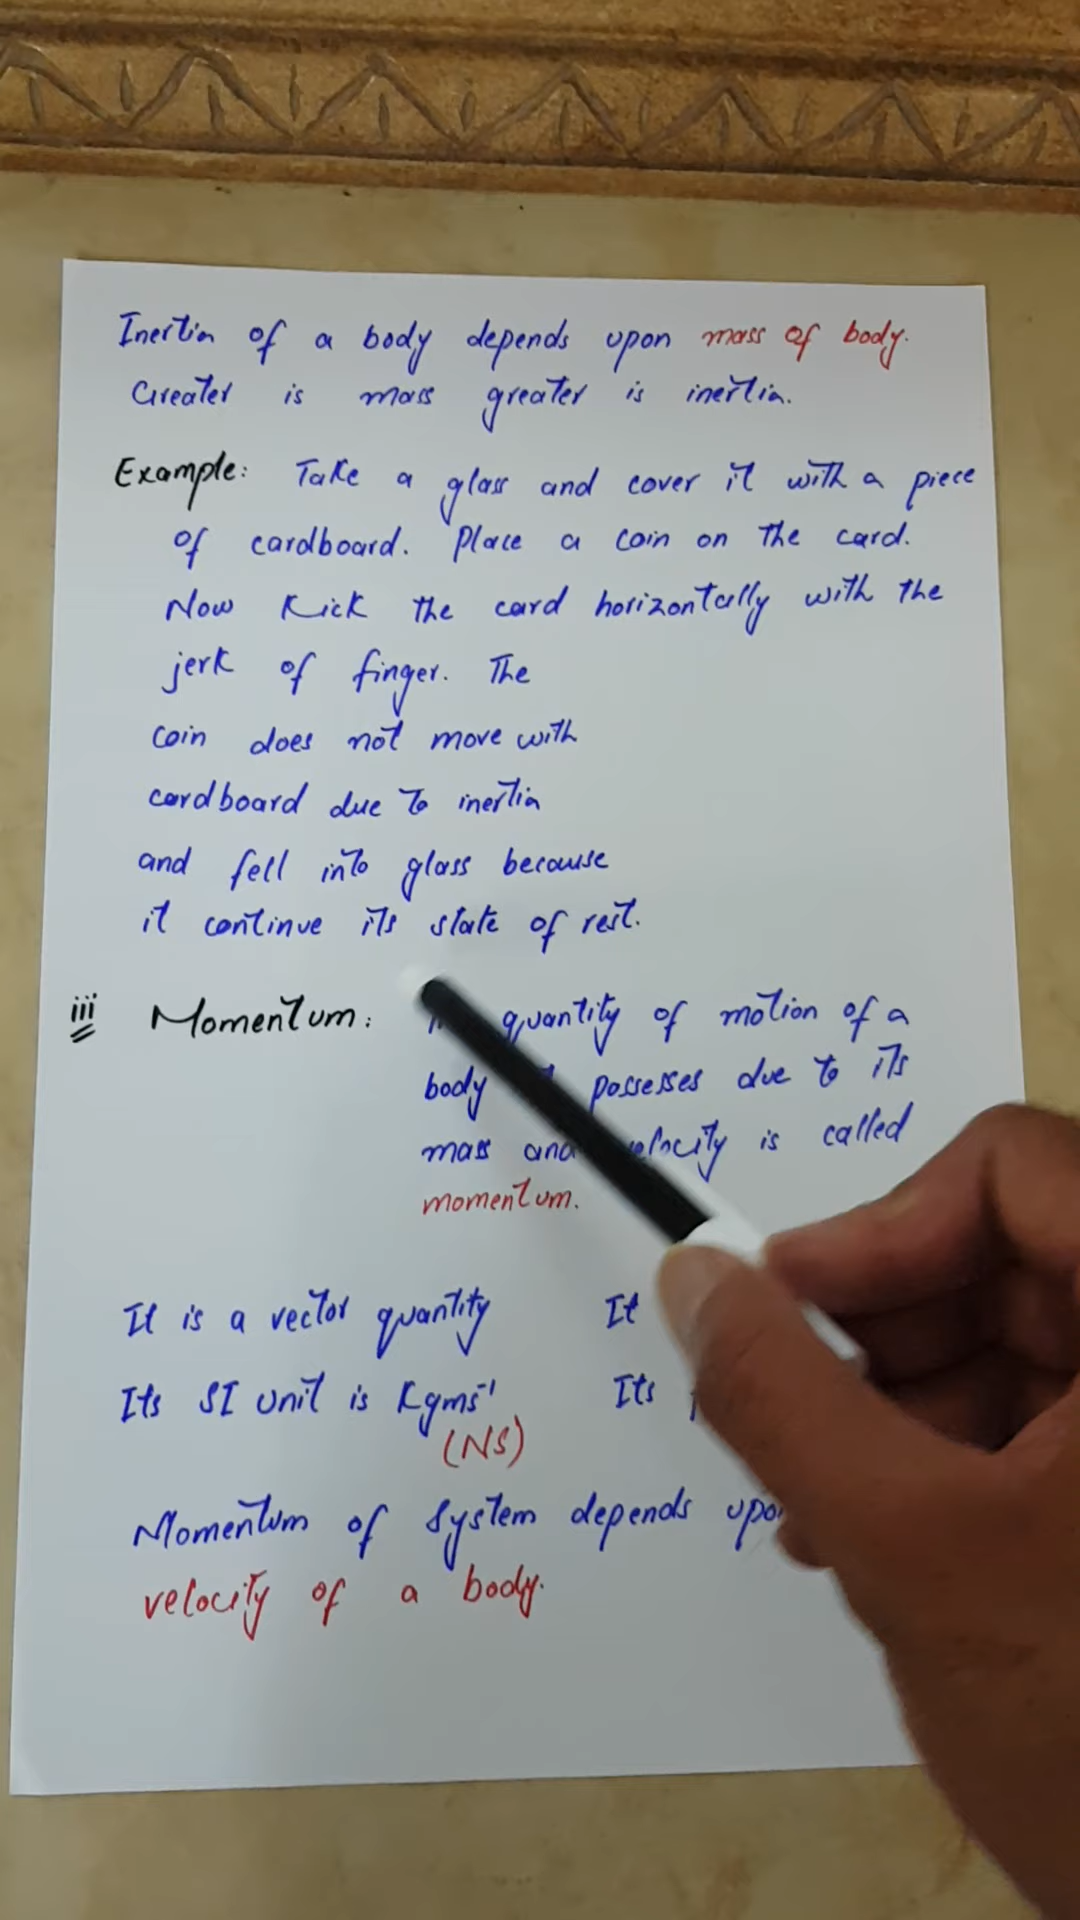 Inertia of a body depends upon mass of body.
Greater is mass greater is inertia.
Example: Take a glass and cover it with a piece
of cardboard. Place a coin on the card.
Now Kick the card horizontally with the
jerk of finger. The
coin does not move with
cardboard due to inertia
and fell into glass because
it continue its state of rest.
iii Momentum: quantity of motion of a
body possesses due to its
mass and velocity is called
momentum.
It is a vector quantity It
Its SI unit is Kgms⁻¹ Its
(NS)
Momentum of system depends upon
velocity of a body.